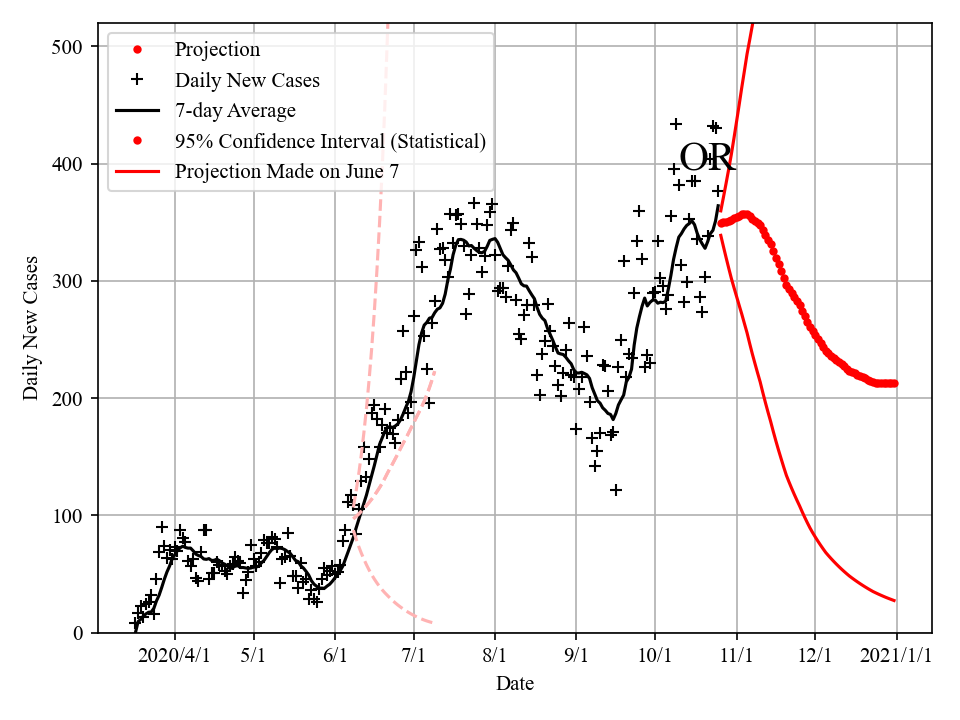 500
400
300
200
100
0
Daily New Cases
Projection
Daily New Cases
7-day Average
95% Confidence Interval (Statistical)
Projection Made on June 7
OR
2020/4/1 5/1 6/1 7/1 8/1 9/1 10/1 11/1 12/1 2021/1/1
Date